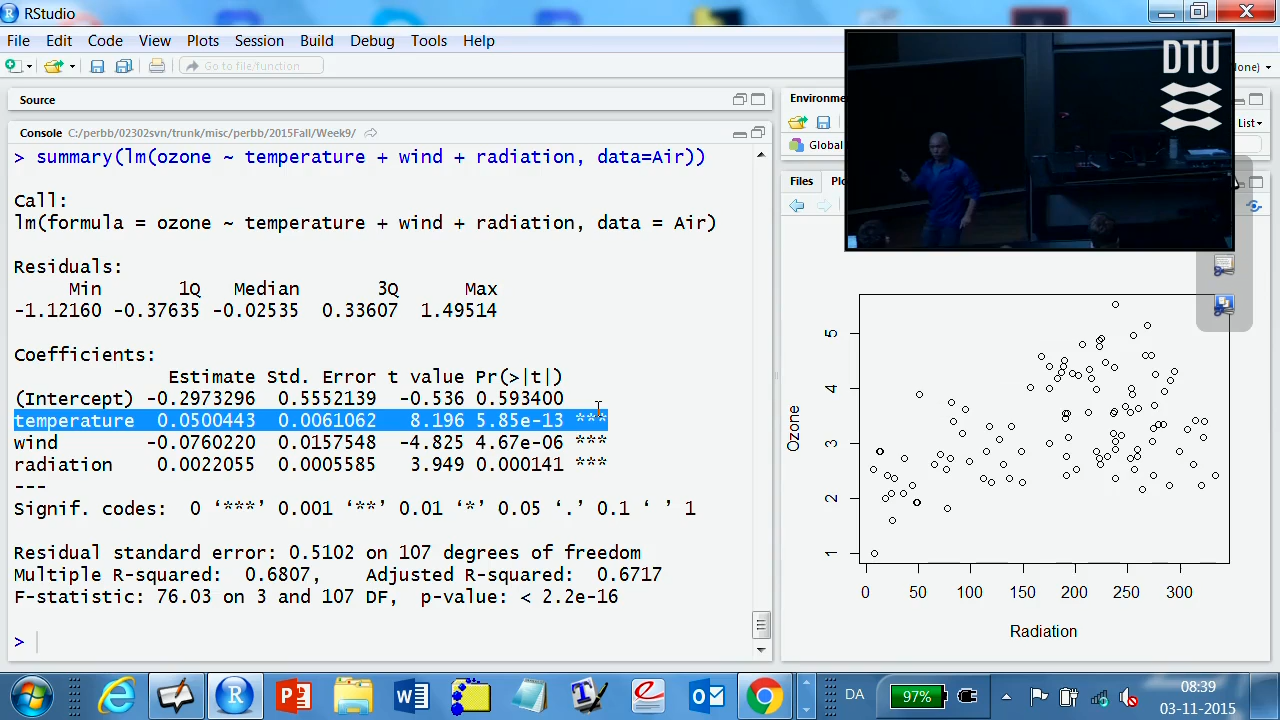 RStudio
File Edit Code View Plots Session Build Debug Tools Help
Go to file/function
Source
Console C:/perbb/02302svn/trunk/misc/perbb/2015Fall/Week9/
> summary(lm(ozone ~ temperature + wind + radiation, data=Air))
Call:
lm(formula = ozone ~ temperature + wind + radiation, data = Air)
Residuals:
Min 1Q Median 3Q Max
-1.12160 -0.37635 -0.02535 0.33607 1.49514
Coefficients:
Estimate Std. Error t value Pr(>|t|)
(Intercept) -0.2973296 0.5552139 -0.536 0.593400
temperature 0.0500443 0.0061062 8.196 5.85e-13 ***
wind -0.0760220 0.0157548 -4.825 4.67e-06 ***
radiation 0.0022055 0.0005585 3.949 0.000141 ***
---
Signif. codes: 0 ‘***’ 0.001 ‘**’ 0.01 ‘*’ 0.05 ‘.’ 0.1 ‘ ’ 1
Residual standard error: 0.5102 on 107 degrees of freedom
Multiple R-squared: 0.6807, Adjusted R-squared: 0.6717
F-statistic: 76.03 on 3 and 107 DF, p-value: < 2.2e-16
>
DTU
one)
Environme
List
Global
Files Plo
Ozone
5
4
3
2
1
0 50 100 150 200 250 300
Radiation
DA
97%
08:39
03-11-2015